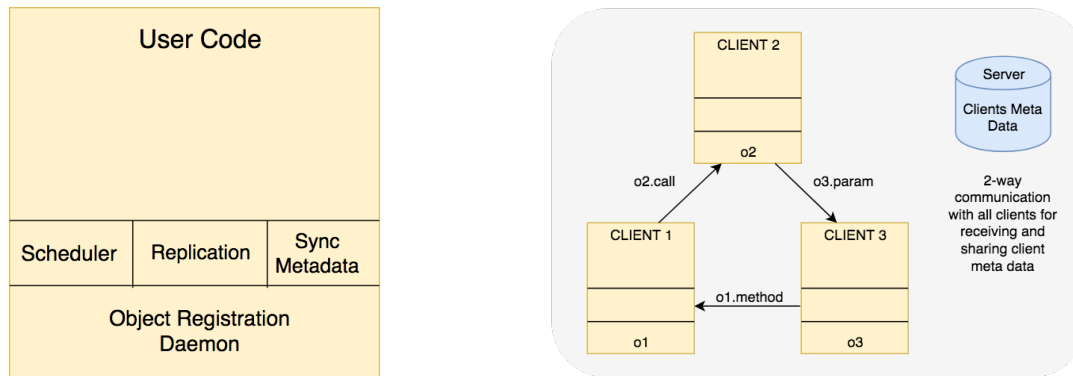 User Code
Scheduler
Replication
Sync
Metadata
Object Registration
Daemon
CLIENT 2
o2
o2.call
o3.param
CLIENT 1
CLIENT 3
o1.method
o1
o3
Server
Clients Meta
Data
2-way
communication
with all clients for
receiving and
sharing client
meta data